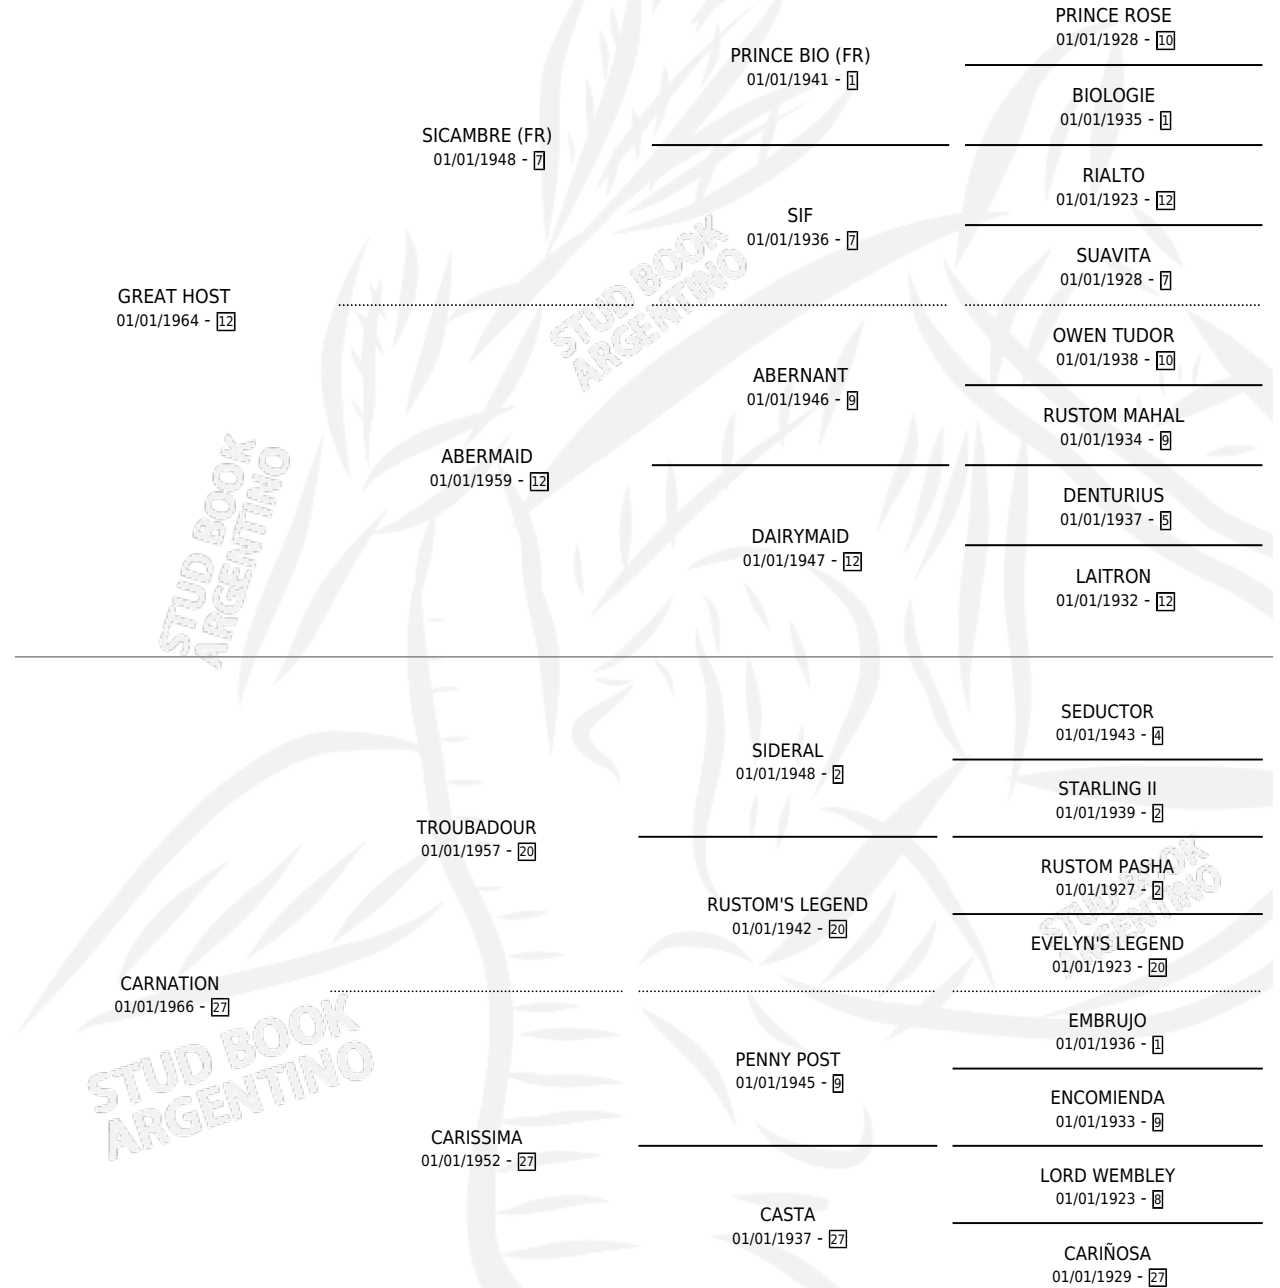 PRINCE ROSE
01/01/1928 - 10
PRINCE BIO (FR)
01/01/1941 - 1
BIOLOGIE
01/01/1935 - 1
SICAMBRE (FR)
01/01/1948 - 7
RIALTO
01/01/1923 - 12
SIF
01/01/1936 - 7
SUAVITA
01/01/1928 - 7
GREAT HOST
01/01/1964 - 12
STUD BOOK
ARGENTINO
OWEN TUDOR
01/01/1938 - 10
ABERNANT
01/01/1946 - 9
RUSTOM MAHAL
01/01/1934 - 9
ABERMAID
01/01/1959 - 12
DENTURIUS
01/01/1937 - 5
DAIRYMAID
01/01/1947 - 12
LAITRON
01/01/1932 - 12
STUD BOOK
ARGENTINO
SEDUCTOR
01/01/1943 - 4
SIDERAL
01/01/1948 - 2
STARLING II
01/01/1939 - 2
TROUBADOUR
01/01/1957 - 20
RUSTOM PASHA
01/01/1927 - 2
RUSTOM'S LEGEND
01/01/1942 - 20
EVELYN'S LEGEND
01/01/1923 - 20
STUD BOOK
ARGENTINO
CARNATION
01/01/1966 - 27
EMBRUJO
01/01/1936 - 1
PENNY POST
01/01/1945 - 9
ENCOMIENDA
01/01/1933 - 9
STUD BOOK
ARGENTINO
CARISSIMA
01/01/1952 - 27
LORD WEMBLEY
01/01/1923 - 8
CASTA
01/01/1937 - 27
CARIÑOSA
01/01/1929 - 27